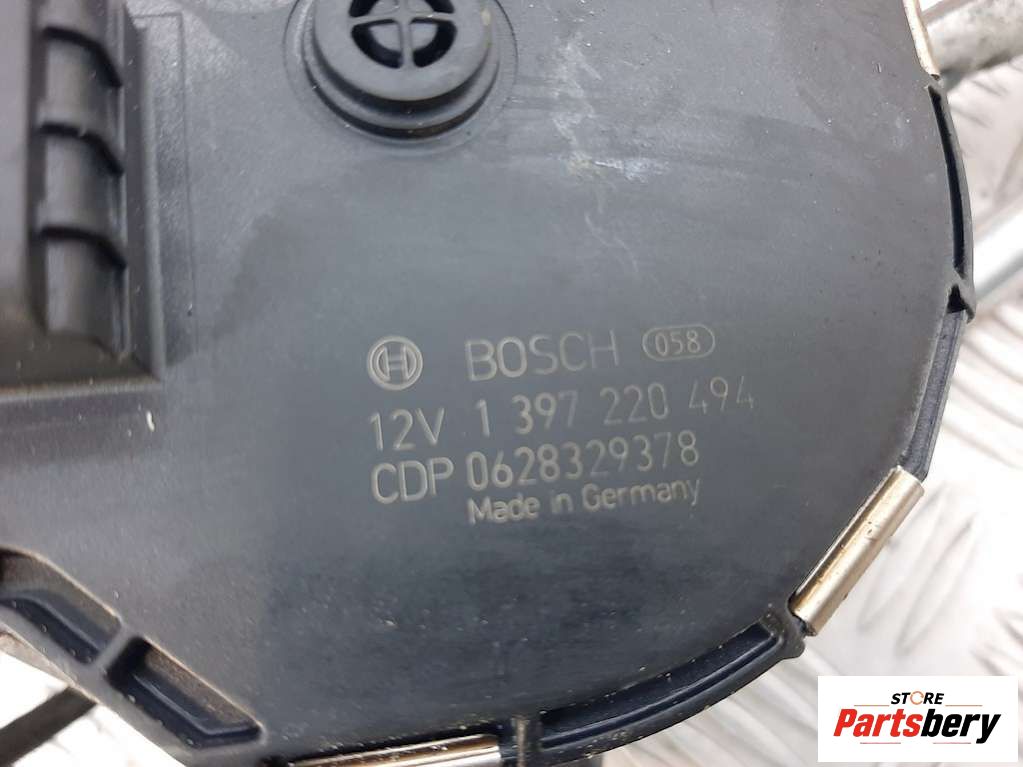 BOSCH 058
12V 1 397 220 494
CDP 0628329378
Made in Germany
STORE
Partsbery